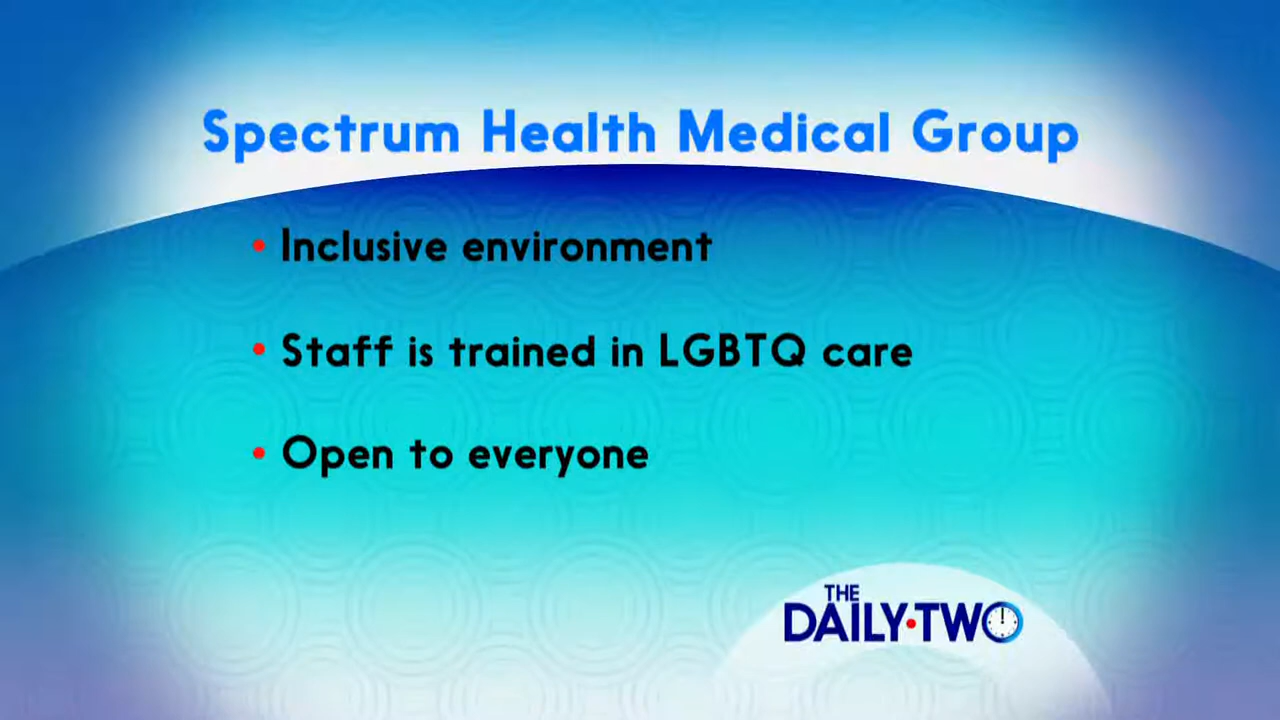 Spectrum Health Medical Group
• Inclusive environment
• Staff is trained in LGBTQ care
• Open to everyone
THE
DAILY•TWO